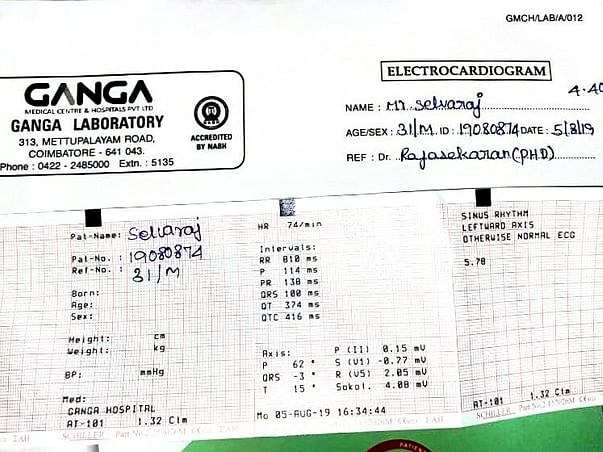 GMCH/LAB/A/012
GANGA
MEDICAL CENTRE & HOSPITALS PVT LTD
GANGA LABORATORY
313, METTUPALAYAM ROAD,
COIMBATORE - 641 043.
Phone : 0422 - 2485000 Extn. : 5135
ACCREDITED
BY NABH
ELECTROCARDIOGRAM
4.40
NAME : Mr. Selvaraj
AGE/SEX : 31/M ID : 19080874 DATE : 5/8/19
REF : Dr. Rajasekaran (P.H.D)
Pat-Name: Selvaraj
Pat-No. : 19080874
Ref-No. : 31/M
Born:
Age:
Sex:
Height: cm
Weight: kg
BP: mmHg
Med:
GANGA HOSPITAL
AT-101 1.32 C1m
SCHILLER
HR 74/min
Intervals:
RR 810 ms
P 114 ms
PR 138 ms
QRS 100 ms
QT 374 ms
QTC 416 ms
Axis:
P 62 °
QRS -3 °
T 15 °
P (II) 0.15 mV
S (V1) -0.77 mV
R (V5) 2.05 mV
Sokol. 4.08 mV
Mo 05-AUG-19 16:34:44
SINUS RHYTHM
LEFTWARD AXIS
OTHERWISE NORMAL ECG
5.78
AT-101 1.32 C1m
SCHILLER